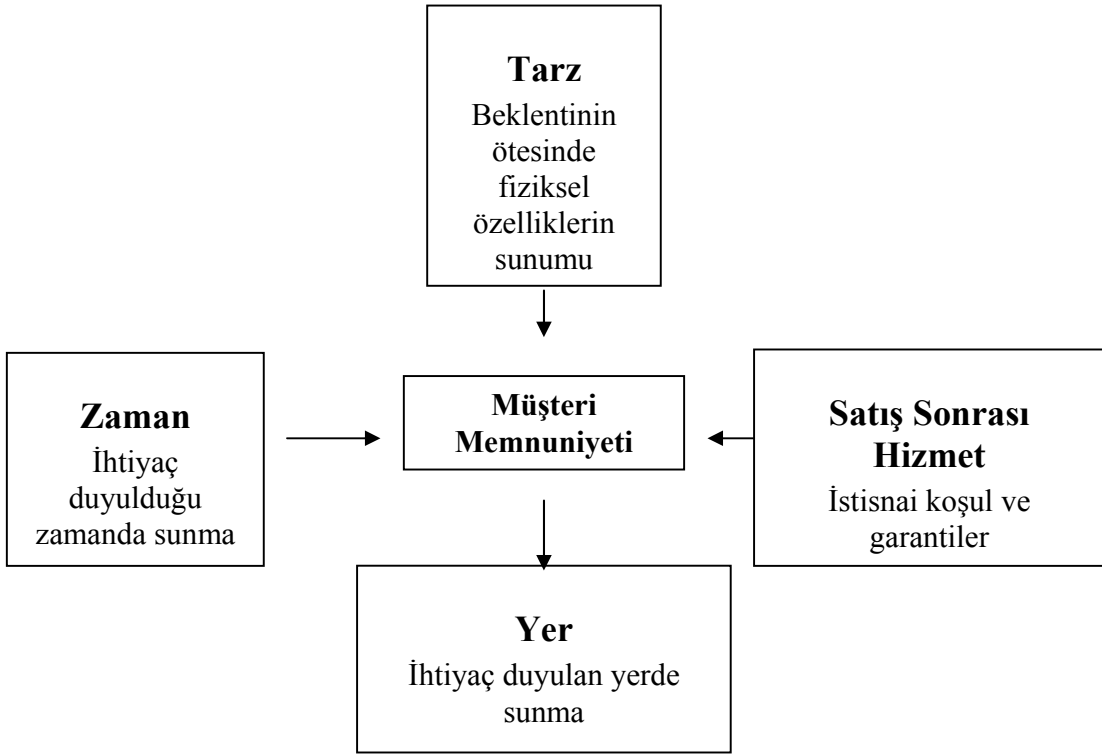 Tarz
Beklentinin
ötesinde
fiziksel
özelliklerin
sunumu
Zaman
İhtiyaç
duyulduğu
zamanda sunma
Müşteri
Memnuniyeti
Satış Sonrası
Hizmet
İstisnai koşul ve
garantiler
Yer
İhtiyaç duyulan yerde
sunma